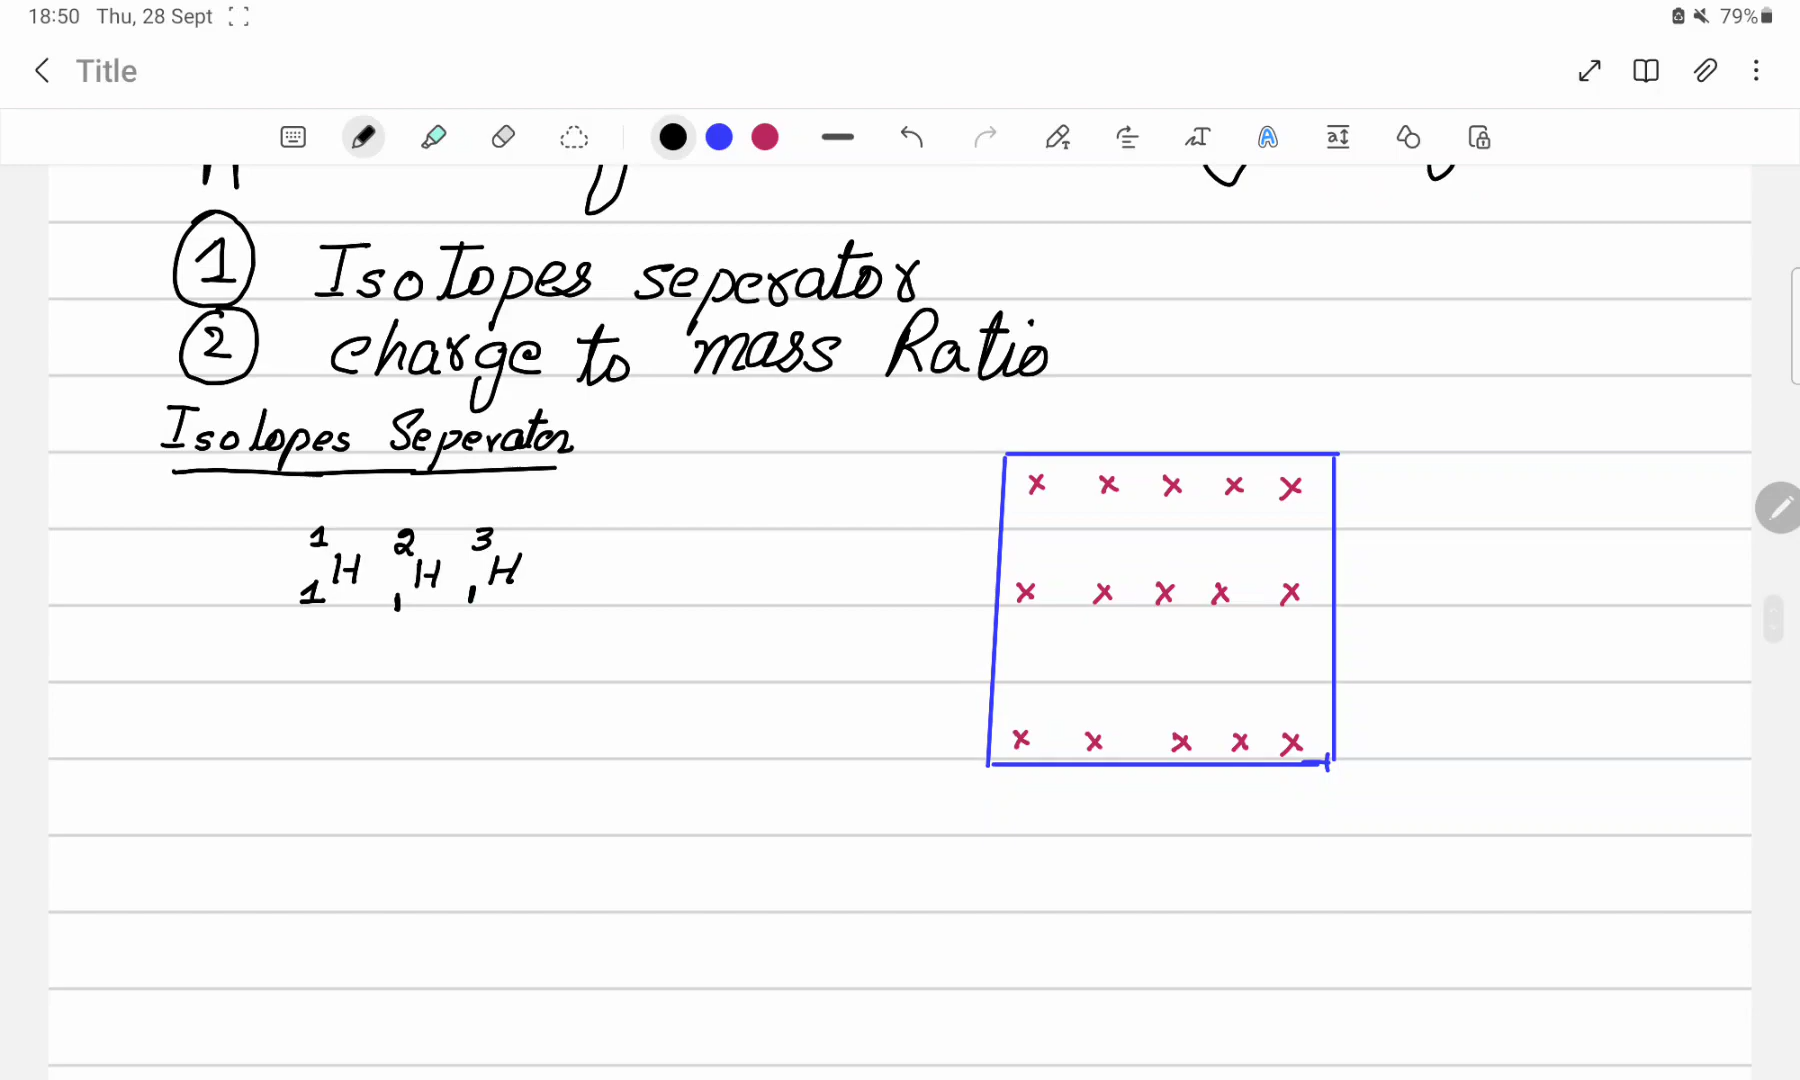 18:50 Thu, 28 Sept 79%
Title
1 Isotopes seperator
2 charge to mass Ratio
Isotopes Seperator
¹₁H ²₁H ³₁H
x x x x x
x x x x x
x x x x x